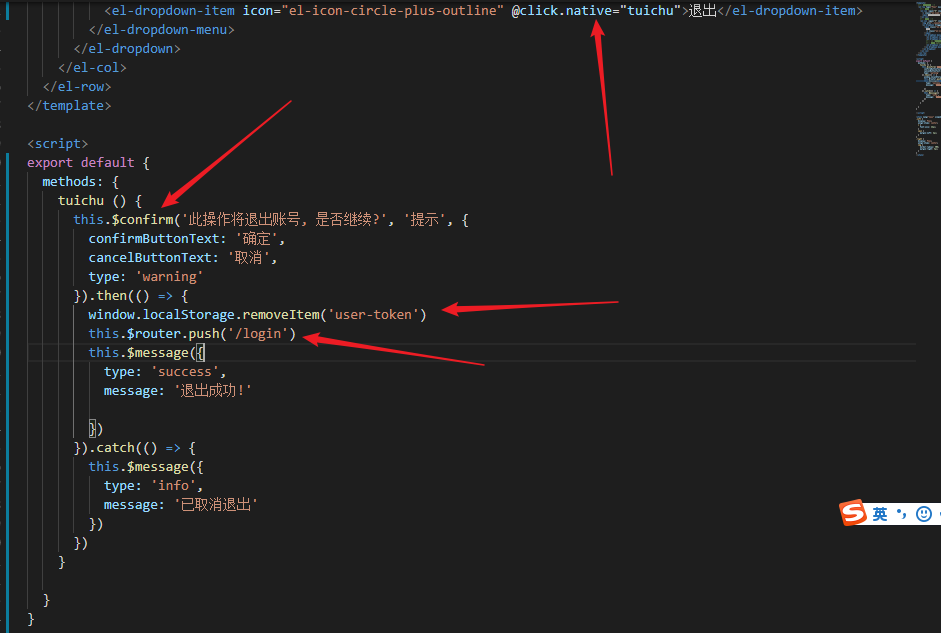 <el-dropdown-item icon="el-icon-circle-plus-outline" @click.native="tuichu">退出</el-dropdown-item>
</el-dropdown-menu>
</el-dropdown>
</el-col>
</el-row>
</template>
<script>
export default {
methods: {
tuichu () {
this.$confirm('此操作将退出账号, 是否继续?', '提示', {
confirmButtonText: '确定',
cancelButtonText: '取消',
type: 'warning'
}).then(() => {
window.localStorage.removeItem('user-token')
this.$router.push('/login')
this.$message({
type: 'success',
message: '退出成功!'
})
}).catch(() => {
this.$message({
type: 'info',
message: '已取消退出'
})
})
}
}
}
S 英